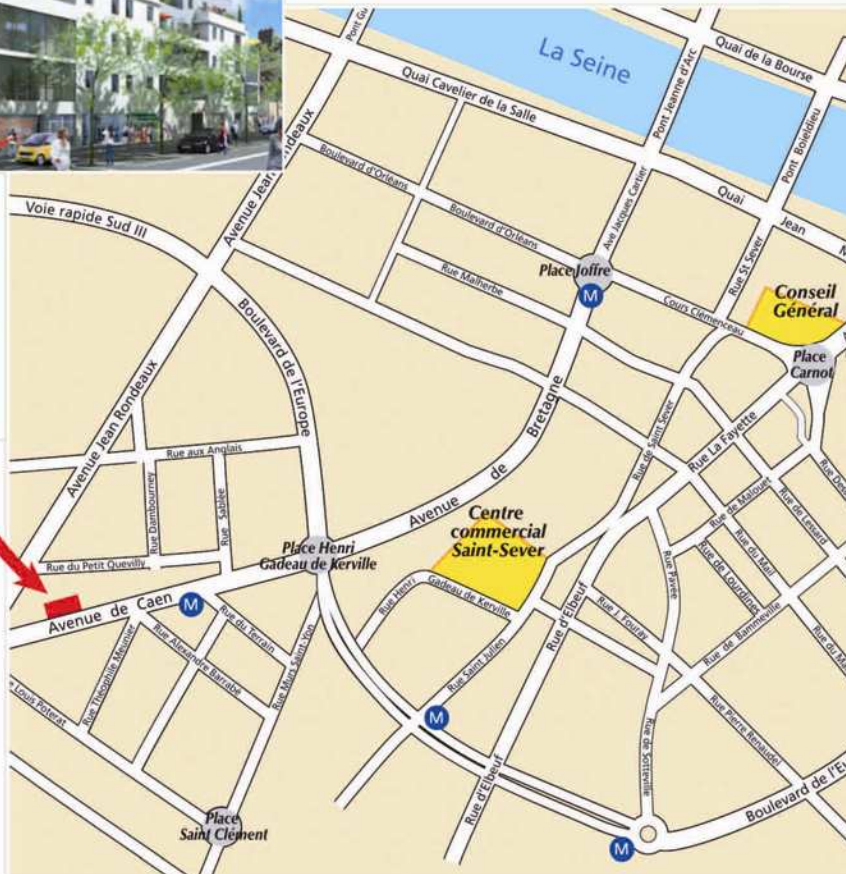 Pont Jeanne d'Arc
Quai de la Bourse
La Seine
Pont Boieldieu
Quai Cavelier de la Salle
Quai Jean
Avenue Jean Rondeaux
Boulevard d'Orléans
Boulevard d'Orléans
Ave Jacques Cartier
Rue St Sever
Voie rapide Sud III
Place Joffre
M
Rue Malherbe
Cours Clemenceau
Conseil
Général
Place
Carnot
Boulevard de l'Europe
Avenue Jean Rondeaux
Avenue de Bretagne
Rue de Saint Sever
Rue La Fayette
Rue aux Anglais
Rue Dambourney
Rue Sablée
Centre
commercial
Saint-Sever
Rue de Malouet
Rue de Lessard
Rue du Mail
Rue de Lourdines
Rue Pavée
Place Henri
Gadeau de Kerville
Rue du Petit Quevilly
Rue Henri Gadeau de Kerville
Avenue de Caen
M
Rue du Terrain
Rue Alexandre Barrabé
Rue Théophile Meunier
Rue Murs Saint-Yon
Rue Saint Julien
Rue d'Elbeuf
Rue J. Fouray
Rue de Bammeville
Louis Poterat
M
Rue Pierre Renaudel
Rue de Sotteville
Rue d'Elbeuf
Boulevard de l'Eu
Place
Saint Clément
M